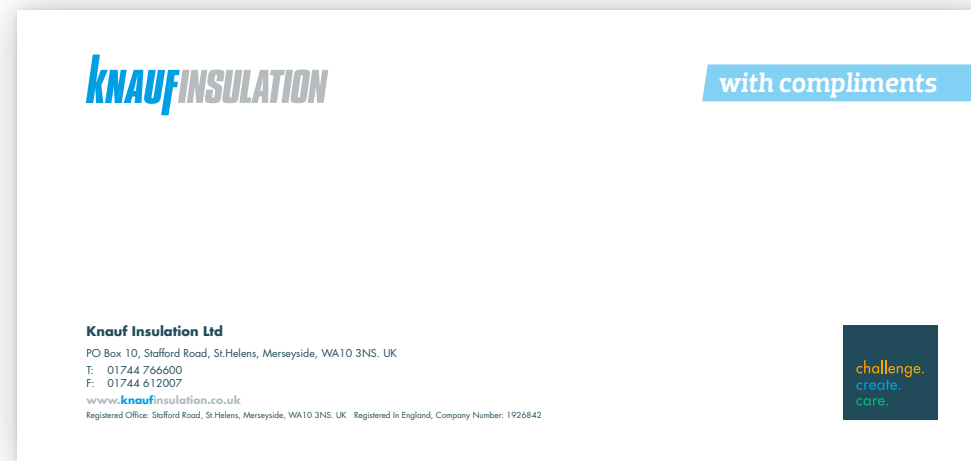 KNAUFINSULATION
with compliments
Knauf Insulation Ltd
PO Box 10, Stafford Road, St.Helens, Merseyside, WA10 3NS. UK
T: 01744 766600
F: 01744 612007
www.knaufinsulation.co.uk
Registered Office: Stafford Road, St.Helens, Merseyside, WA10 3NS. UK Registered In England, Company Number: 1926842
challenge.
create.
care.